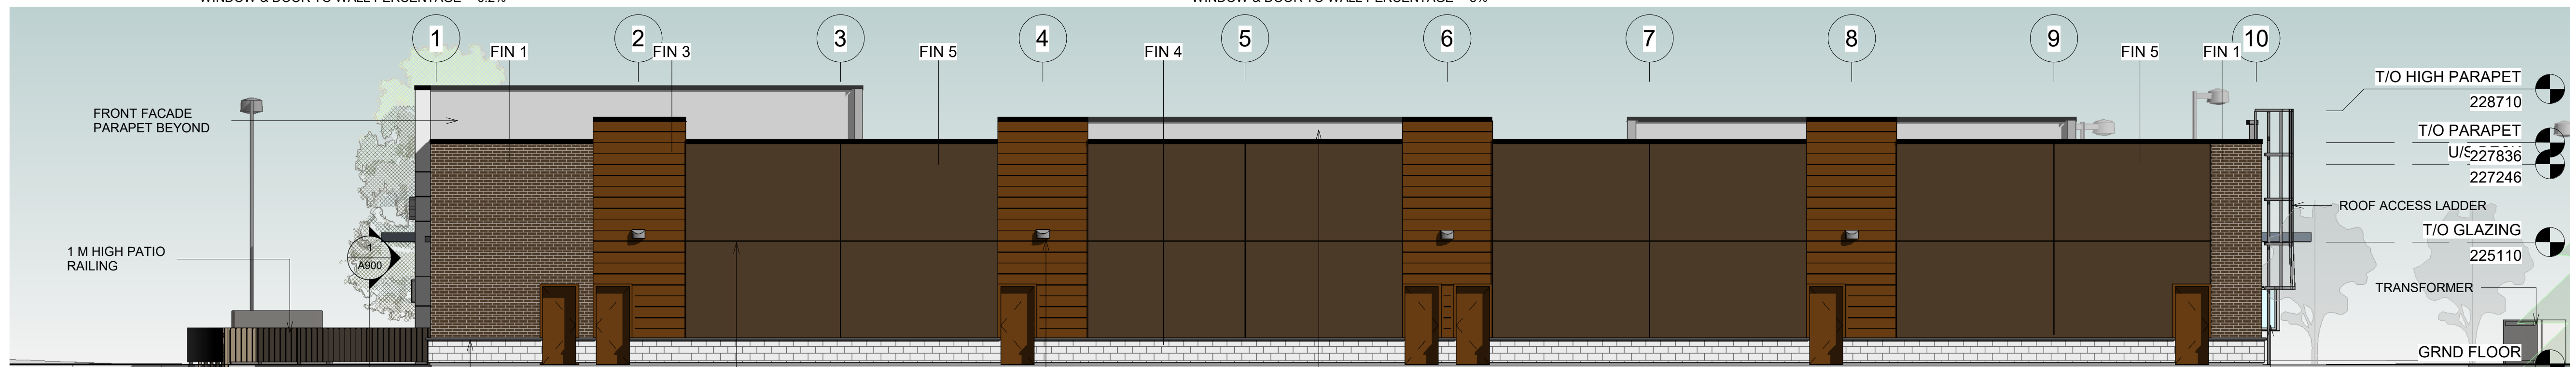 1
2
3
4
5
6
7
8
9
10
FIN 1
FIN 3
FIN 5
FIN 4
FIN 5
FIN 1
FRONT FACADE
PARAPET BEYOND
1 M HIGH PATIO
RAILING
1
A900
T/O HIGH PARAPET
228710
T/O PARAPET
227836
227246
ROOF ACCESS LADDER
T/O GLAZING
225110
TRANSFORMER
GRND FLOOR